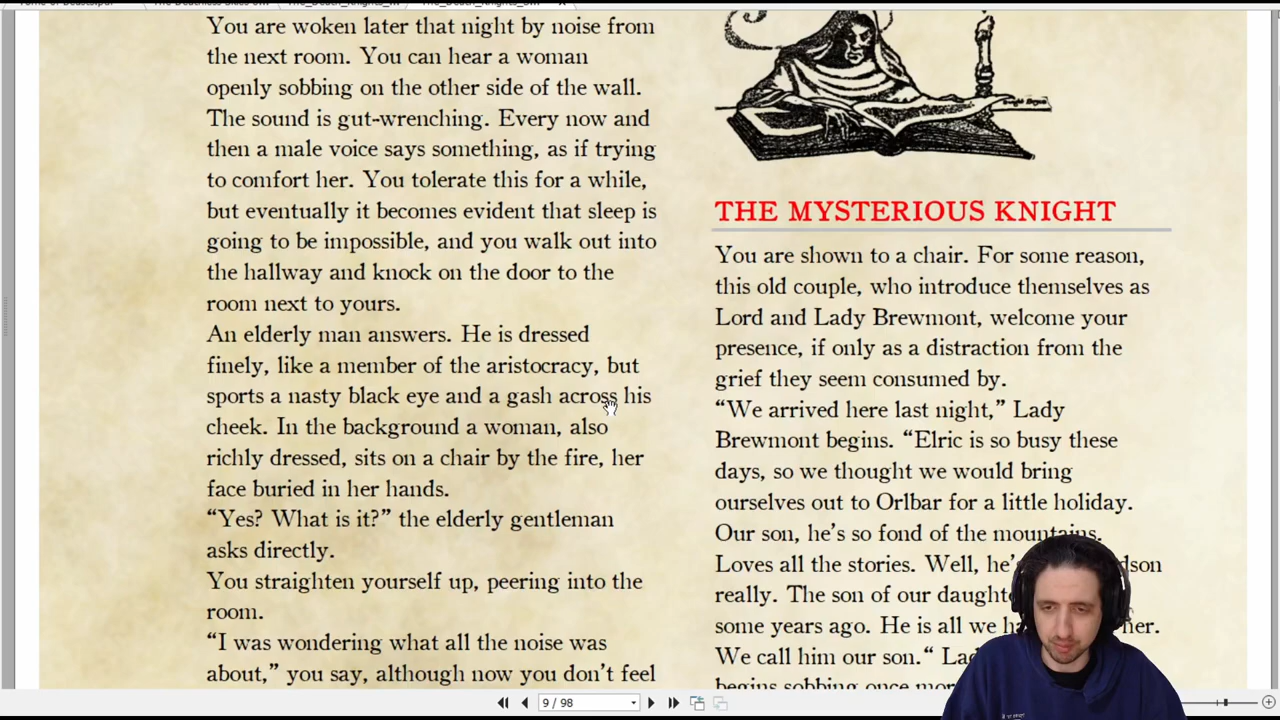 You are woken later that night by noise from
the next room. You can hear a woman
openly sobbing on the other side of the wall.
The sound is gut-wrenching. Every now and
then a male voice says something, as if trying
to comfort her. You tolerate this for a while,
but eventually it becomes evident that sleep is
going to be impossible, and you walk out into
the hallway and knock on the door to the
room next to yours.
An elderly man answers. He is dressed
finely, like a member of the aristocracy, but
sports a nasty black eye and a gash across his
cheek. In the background a woman, also
richly dressed, sits on a chair by the fire, her
face buried in her hands.
“Yes? What is it?” the elderly gentleman
asks directly.
You straighten yourself up, peering into the
room.
“I was wondering what all the noise was
about,” you say, although now you don’t feel
THE MYSTERIOUS KNIGHT
You are shown to a chair. For some reason,
this old couple, who introduce themselves as
Lord and Lady Brewmont, welcome your
presence, if only as a distraction from the
grief they seem consumed by.
“We arrived here last night,” Lady
Brewmont begins. “Elric is so busy these
days, so we thought we would bring
ourselves out to Orlbar for a little holiday.
Our son, he’s so fond of the mountains.
Loves all the stories. Well,
really. The son of our
some years ago. He is all we her.
We call him our son.“
begins sobbing once
9 / 98